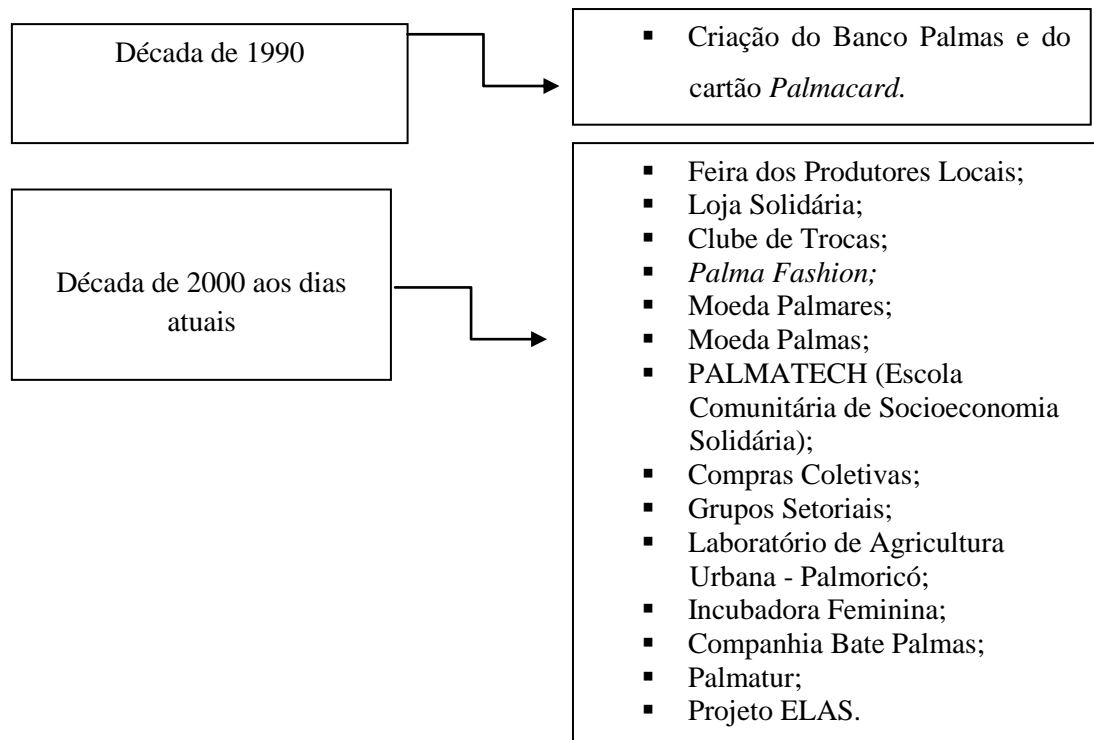 Década de 1990
▪ Criação do Banco Palmas e do
cartão Palmacard.
Década de 2000 aos dias
atuais
▪ Feira dos Produtores Locais;
▪ Loja Solidária;
▪ Clube de Trocas;
▪ Palma Fashion;
▪ Moeda Palmares;
▪ Moeda Palmas;
▪ PALMATECH (Escola
Comunitária de Socioeconomia
Solidária);
▪ Compras Coletivas;
▪ Grupos Setoriais;
▪ Laboratório de Agricultura
Urbana - Palmoricó;
▪ Incubadora Feminina;
▪ Companhia Bate Palmas;
▪ Palmatur;
▪ Projeto ELAS.